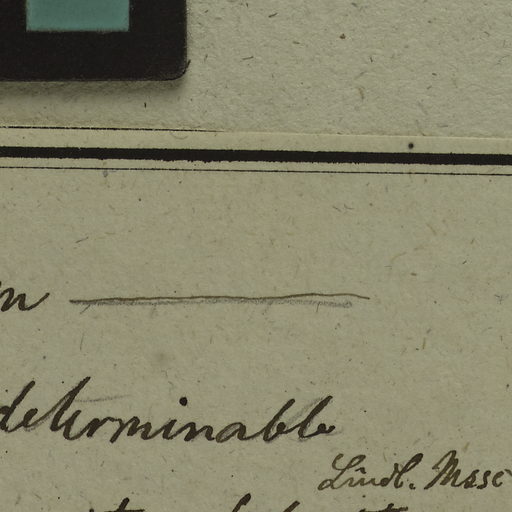 m ———
determinable
Lindl. Mssc